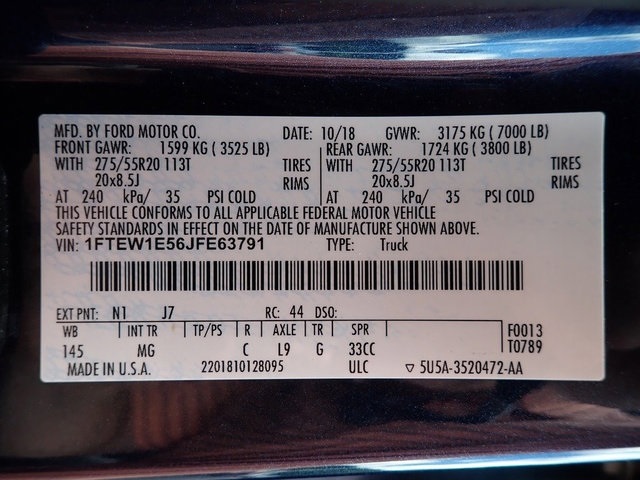 MFD. BY FORD MOTOR CO. DATE: 10/18 GVWR: 3175 KG ( 7000 LB)
FRONT GAWR: 1599 KG ( 3525 LB) REAR GAWR: 1724 KG ( 3800 LB)
WITH 275/55R20 113T TIRES WITH 275/55R20 113T TIRES
20x8.5J RIMS 20x8.5J RIMS
AT 240 kPa/ 35 PSI COLD AT 240 kPa/ 35 PSI COLD
THIS VEHICLE CONFORMS TO ALL APPLICABLE FEDERAL MOTOR VEHICLE
SAFETY STANDARDS IN EFFECT ON THE DATE OF MANUFACTURE SHOWN ABOVE.
VIN: 1FTEW1E56JFE63791 TYPE: Truck
EXT PNT: N1 J7 RC: 44 DSO:
WB INT TR TP/PS R AXLE TR SPR F0013
145 MG C L9 G 33CC T0789
MADE IN U.S.A. 2201810128095 ULC ▽ 5U5A-3520472-AA